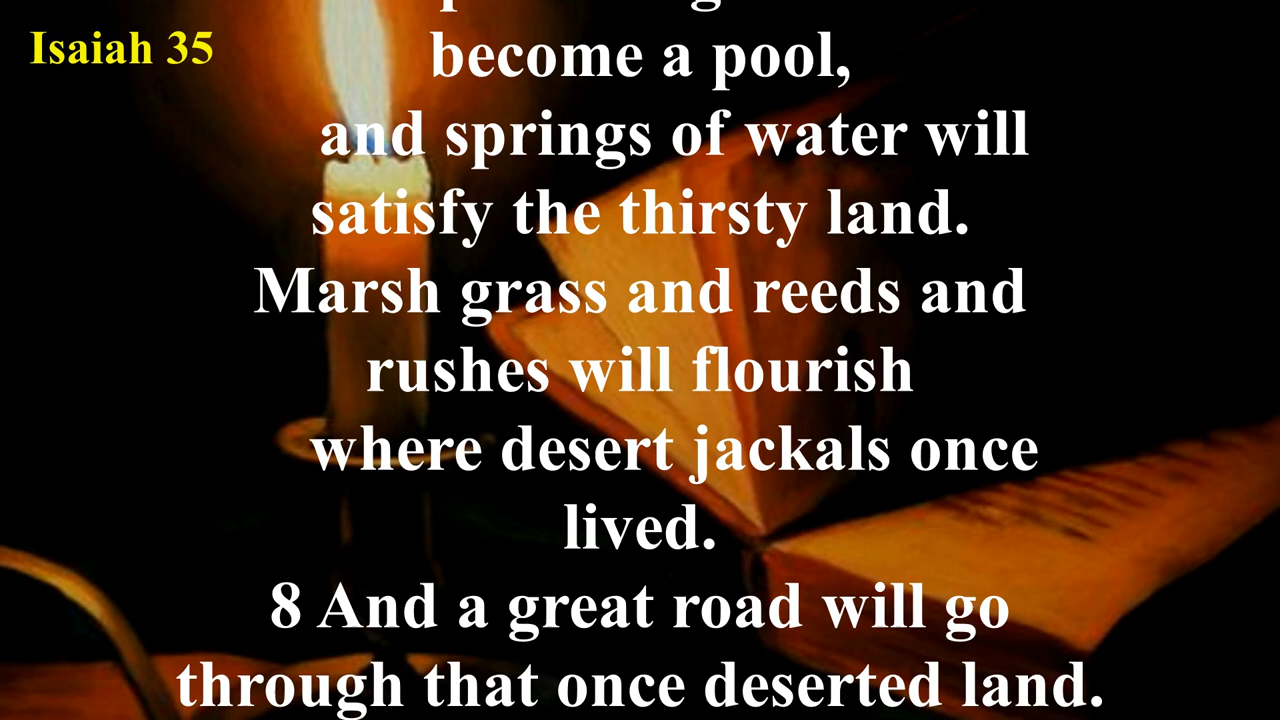 Isaiah 35
become a pool,
and springs of water will
satisfy the thirsty land.
Marsh grass and reeds and
rushes will flourish
where desert jackals once
lived.
8 And a great road will go
through that once deserted land.